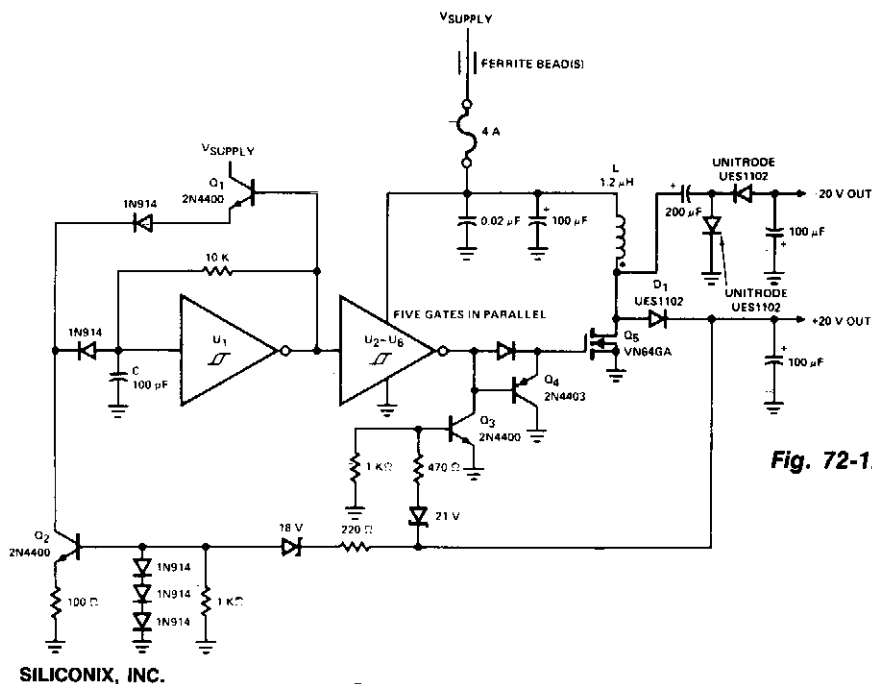 VSUPPLY
FERRITE BEAD(S)
4 A
L
1.2 μH
UNITRODE
UES1102
VSUPPLY
Q1
2N4400
1N914
+
200 μF
-20 V OUT
0.02 μF
+
100 μF
100 μF
+
10 K
D1
UES1102
UNITRODE
UES1102
FIVE GATES IN PARALLEL
+20 V OUT
1N914
U1
U2-U6
Q5
VN64GA
+
100 μF
C
100 pF
Q4
2N4403
Q3
2N4400
1 KΩ
470 Ω
Fig. 72-1
21 V
18 V
220 Ω
Q2
2N4400
1N914
1N914
1N914
100 Ω
1 KΩ
SILICONIX, INC.